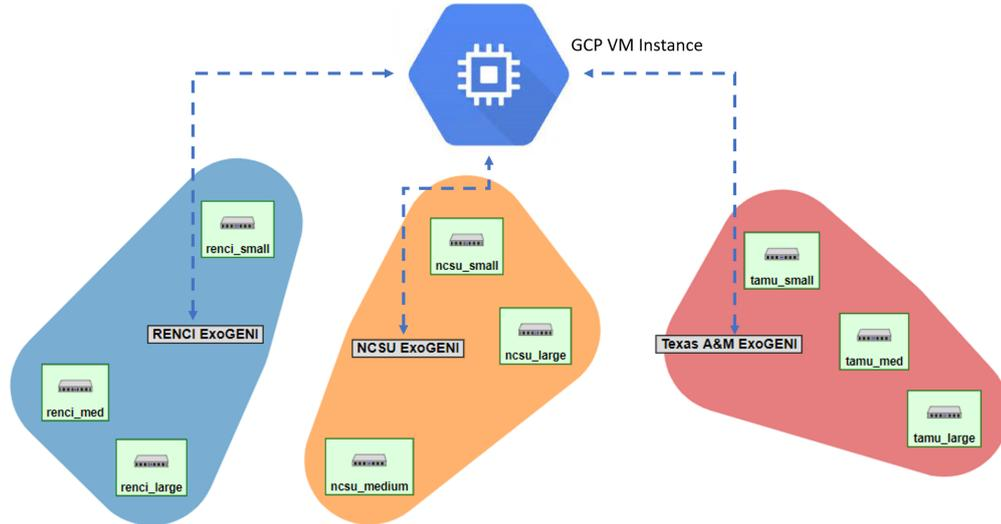 GCP VM Instance
renci_small
RENCI ExoGENI
renci_med
renci_large
ncsu_small
ncsu_large
NCSU ExoGENI
ncsu_medium
tamu_small
Texas A&M ExoGENI
tamu_med
tamu_large